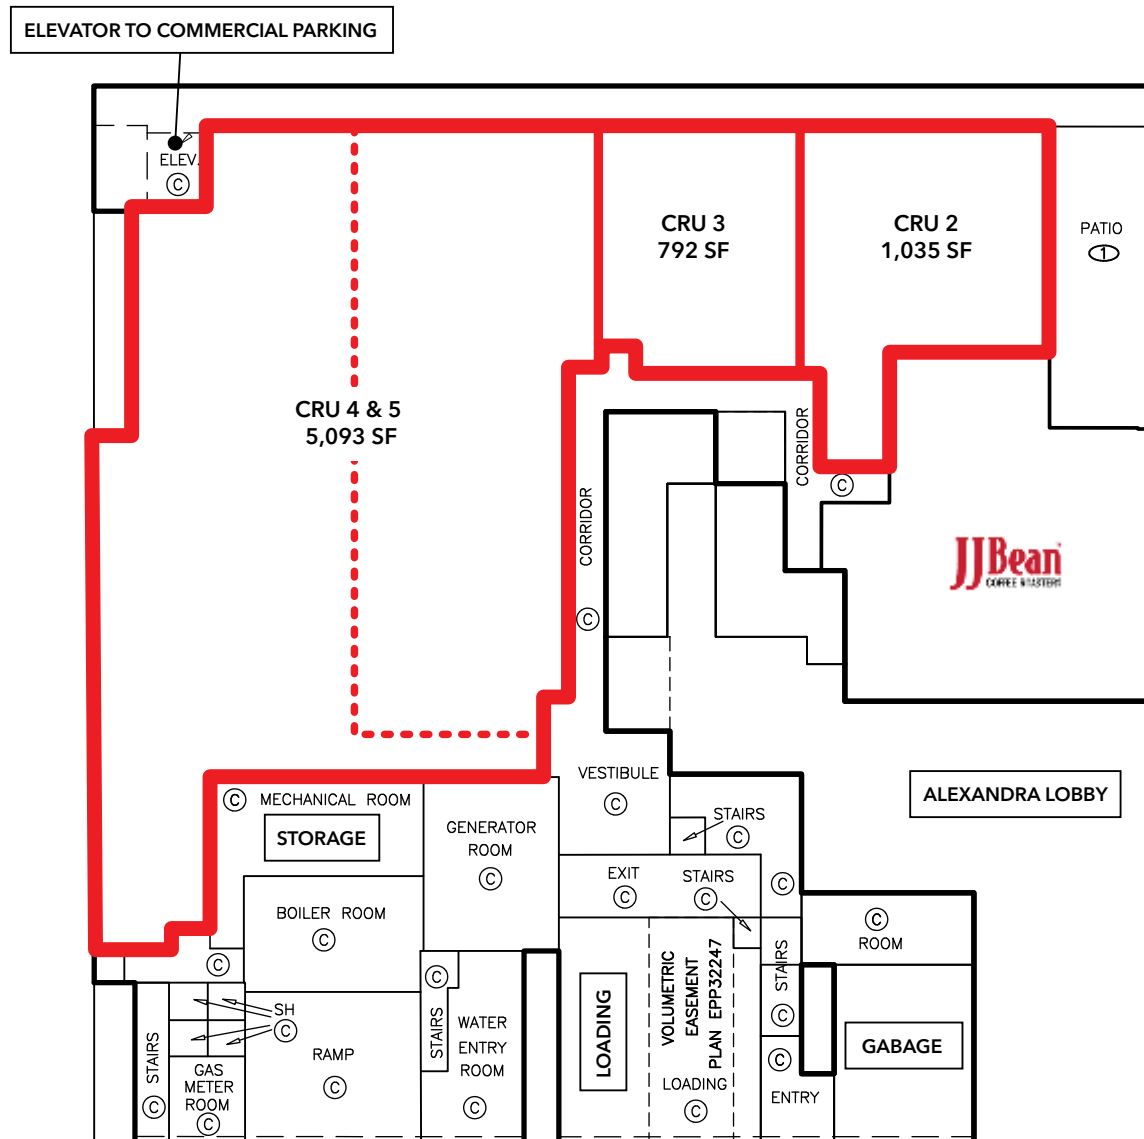 ELEVATOR TO COMMERCIAL PARKING
ELEV.
C
CRU 3
792 SF
CRU 2
1,035 SF
PATIO
1
CRU 4 & 5
5,093 SF
CORRIDOR
C
CORRIDOR
C
JJBean
COFFEE ROASTERS
ALEXANDRA LOBBY
VESTIBULE
C
C MECHANICAL ROOM
STORAGE
GENERATOR
ROOM
C
STAIRS
C
EXIT
C
STAIRS
C
C
BOILER ROOM
C
C
ROOM
C
C
STAIRS
C
VOLUMETRIC
EASEMENT
PLAN EPP32247
LOADING
LOADING
C
SH
C
STAIRS
C
GAS
METER
ROOM
C
RAMP
C
STAIRS
WATER
ENTRY
ROOM
C
GABAGE
C
ENTRY